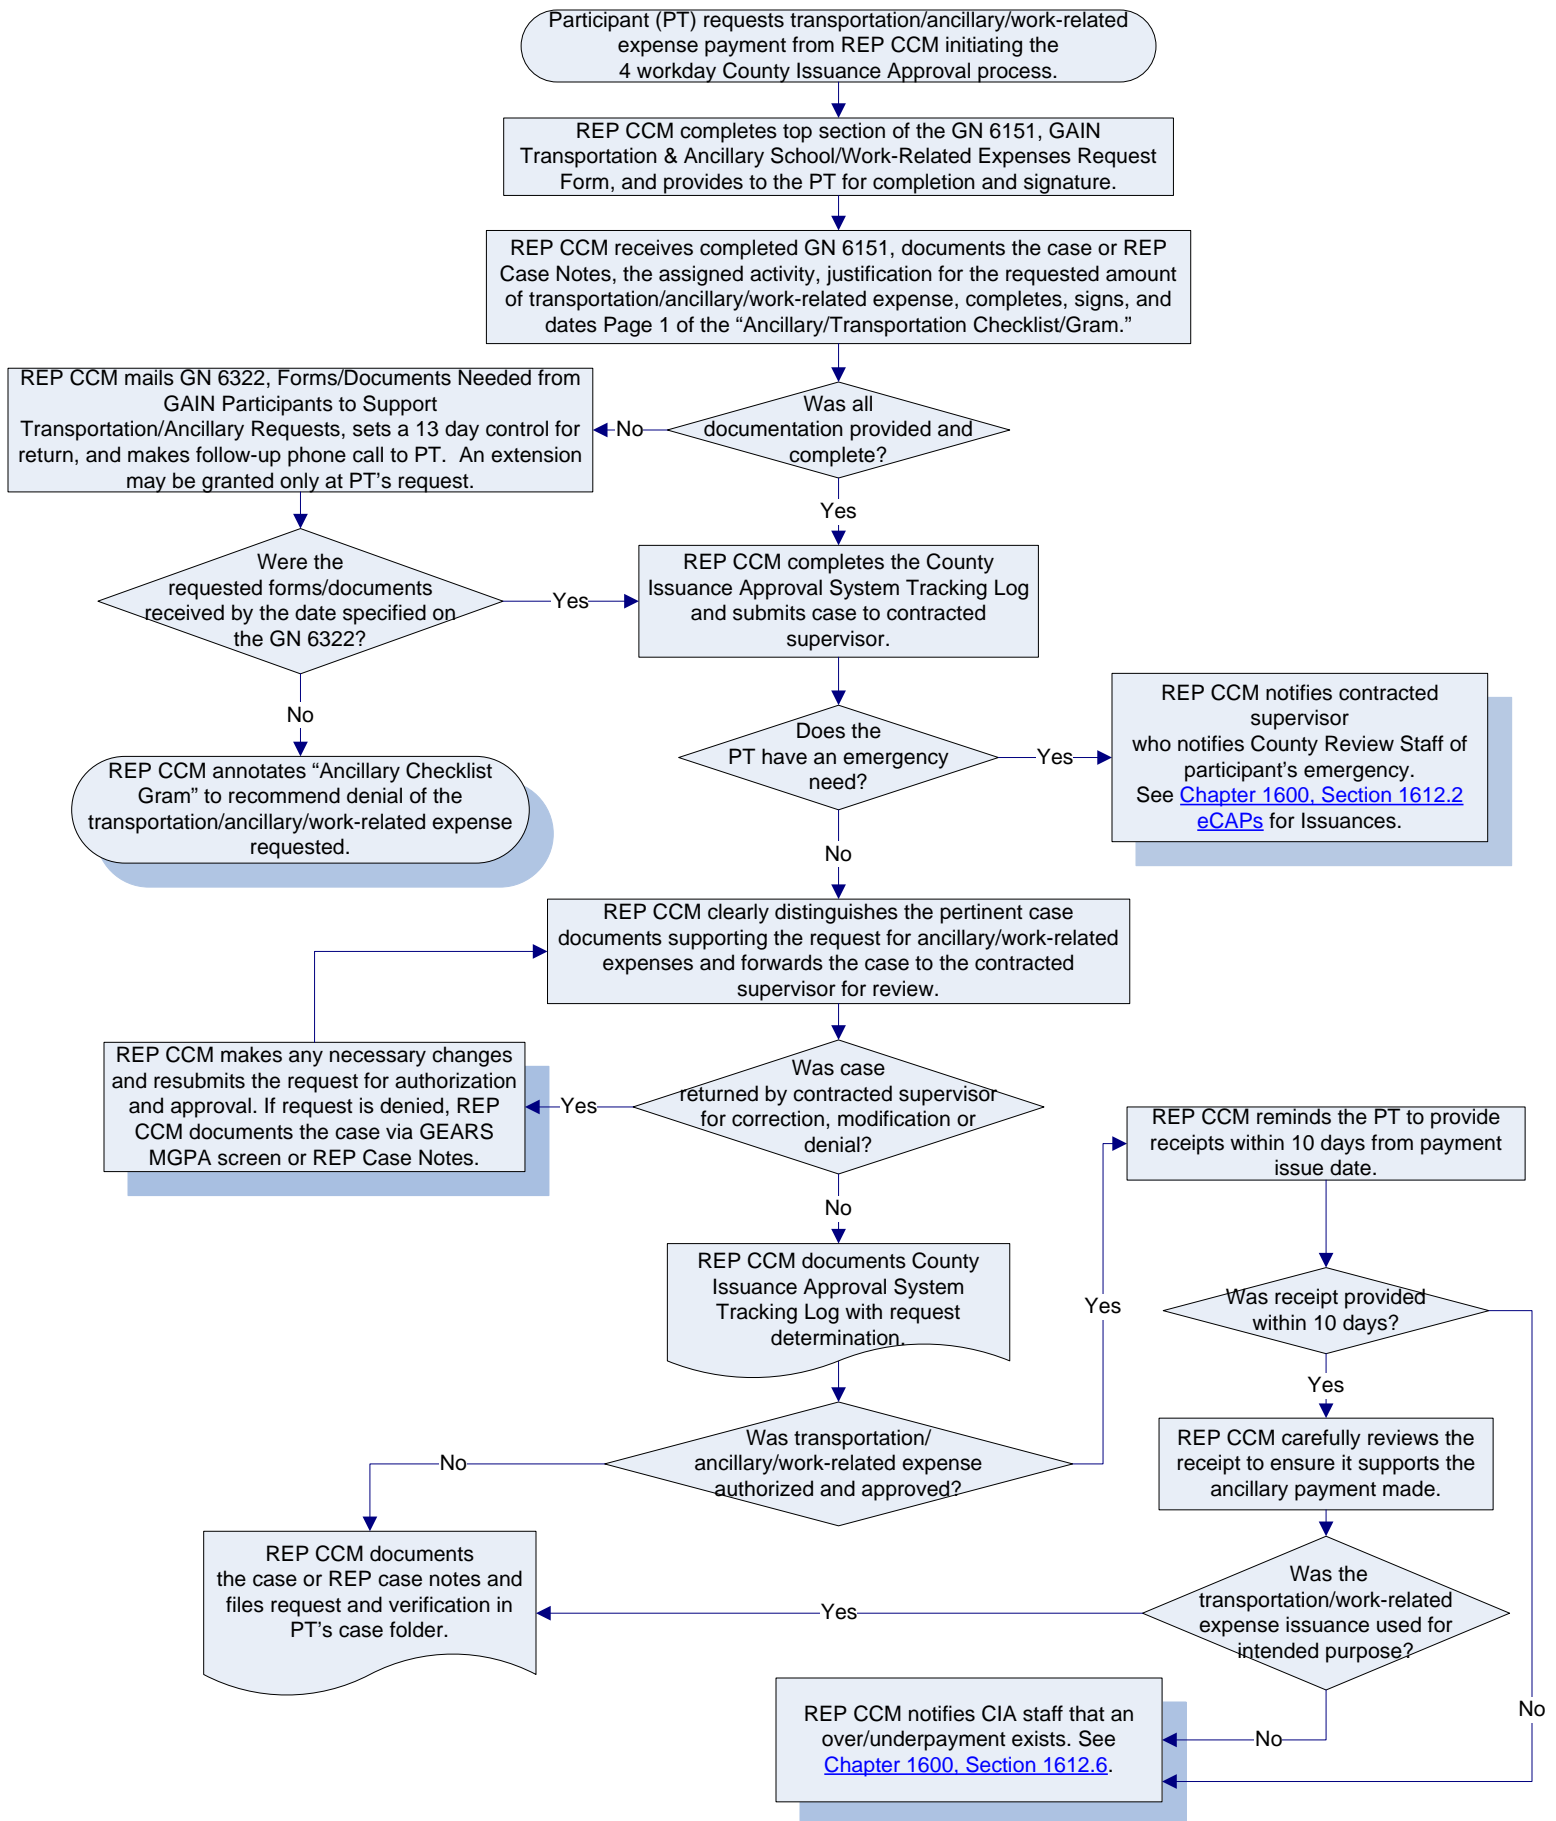 Participant (PT) requests transportation/ancillary/work-related
expense payment from REP CCM initiating the
4 workday County Issuance Approval process.
REP CCM completes top section of the GN 6151, GAIN
Transportation & Ancillary School/Work-Related Expenses Request
Form, and provides to the PT for completion and signature.
REP CCM receives completed GN 6151, documents the case or REP
Case Notes, the assigned activity, justification for the requested amount
of transportation/ancillary/work-related expense, completes, signs, and
dates Page 1 of the “Ancillary/Transportation Checklist/Gram.”
Was all
documentation provided and
complete?
No
REP CCM mails GN 6322, Forms/Documents Needed from
GAIN Participants to Support
Transportation/Ancillary Requests, sets a 13 day control for
return, and makes follow-up phone call to PT.  An extension
may be granted only at PT’s request.
Yes
Were the
requested forms/documents
received by the date specified on
the GN 6322?
Yes
REP CCM completes the County
Issuance Approval System Tracking Log
and submits case to contracted
supervisor.
No
REP CCM annotates “Ancillary Checklist
Gram” to recommend denial of the
transportation/ancillary/work-related expense
requested.
Does the
PT have an emergency
need?
Yes
REP CCM notifies contracted
supervisor
who notifies County Review Staff of
participant’s emergency.
See Chapter 1600, Section 1612.2
eCAPs for Issuances.
No
REP CCM clearly distinguishes the pertinent case
documents supporting the request for ancillary/work-related
expenses and forwards the case to the contracted
supervisor for review.
Was case
returned by contracted supervisor
for correction, modification or
denial?
Yes
REP CCM makes any necessary changes
and resubmits the request for authorization
and approval. If request is denied, REP
CCM documents the case via GEARS
MGPA screen or REP Case Notes.
No
REP CCM documents County
Issuance Approval System
Tracking Log with request
determination.
Was transportation/
ancillary/work-related expense
authorized and approved?
No
Yes
REP CCM reminds the PT to provide
receipts within 10 days from payment
issue date.
Was receipt provided
within 10 days?
Yes
REP CCM carefully reviews the
receipt to ensure it supports the
ancillary payment made.
Was the
transportation/work-related
expense issuance used for
intended purpose?
Yes
REP CCM documents
the case or REP case notes and
files request and verification in
PT’s case folder.
No
No
REP CCM notifies CIA staff that an
over/underpayment exists. See
Chapter 1600, Section 1612.6.